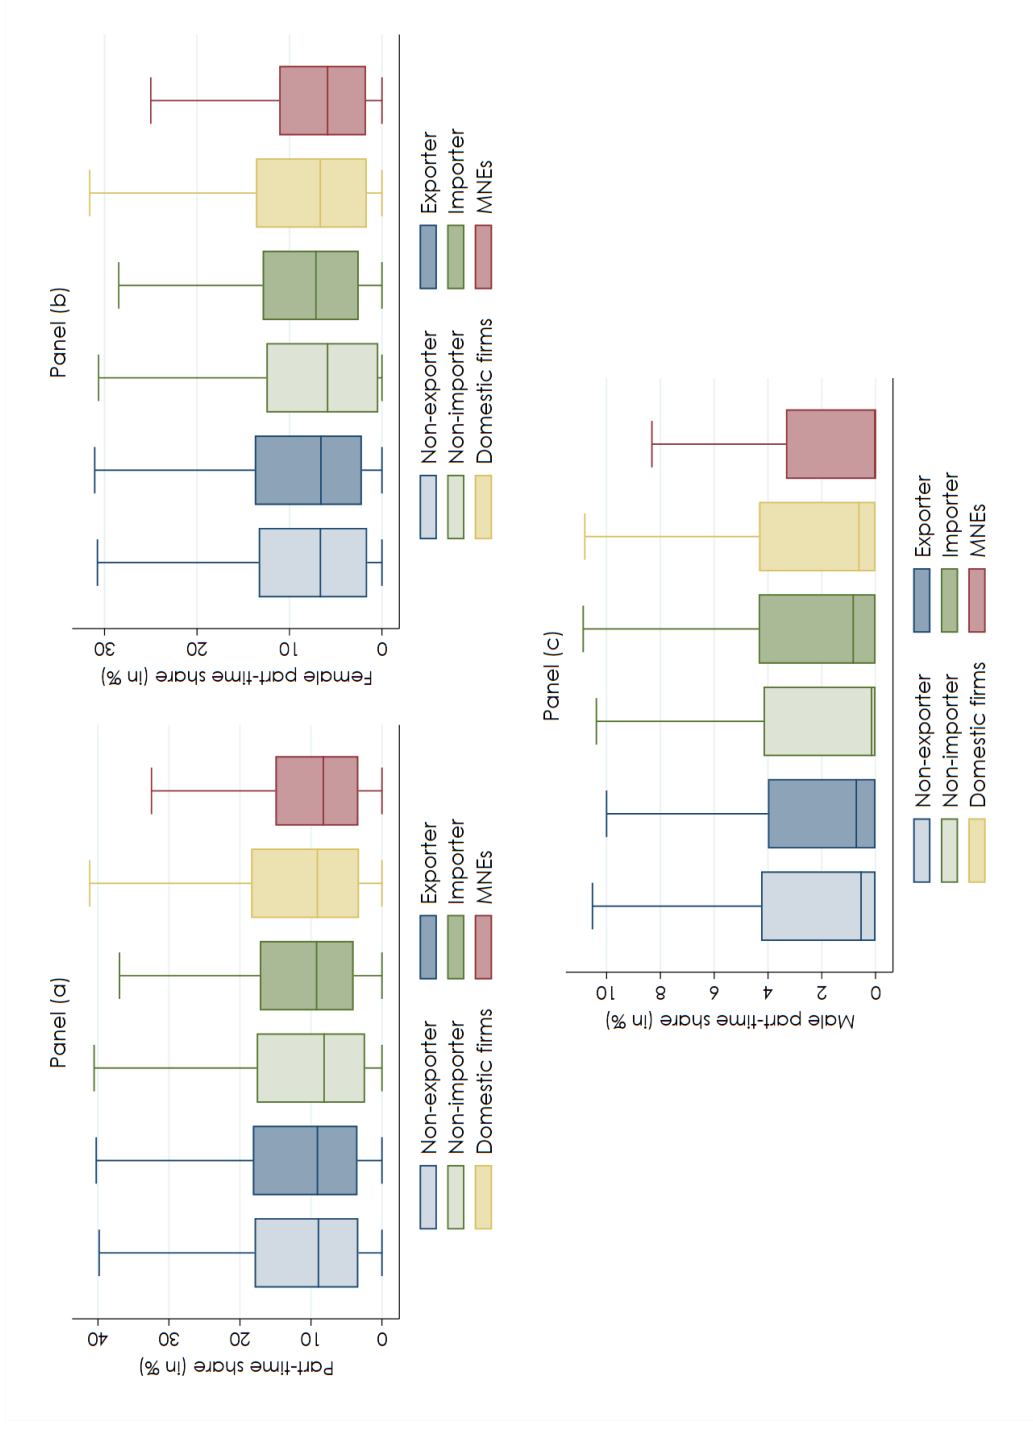 Panel (a)
Part-time share (in %)
0
10
20
30
40
Non-exporter
Exporter
Non-importer
Importer
Domestic firms
MNEs
Panel (b)
Female part-time share (in %)
0
10
20
30
Non-exporter
Exporter
Non-importer
Importer
Domestic firms
MNEs
Panel (c)
Male part-time share (in %)
0
2
4
6
8
10
Non-exporter
Exporter
Non-importer
Importer
Domestic firms
MNEs